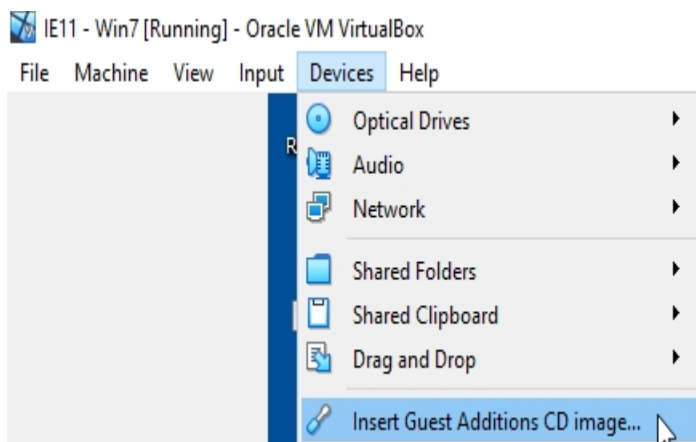 IE11 - Win7 [Running] - Oracle VM VirtualBox
File Machine View Input Devices Help
Optical Drives
R
Audio
Network
Shared Folders
Shared Clipboard
Drag and Drop
Insert Guest Additions CD image...